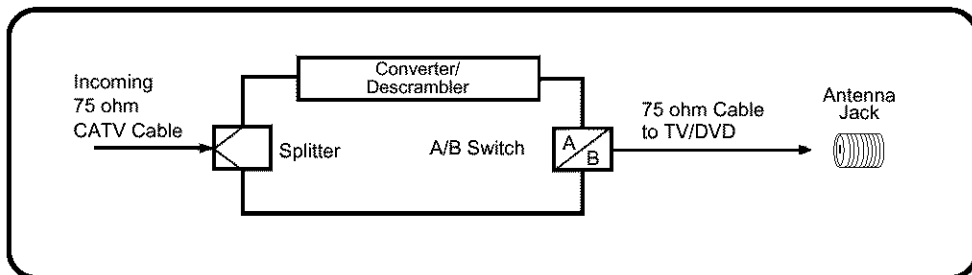 Incoming
75 ohm
CATV Cable
Splitter
Converter/
Descrambler
A/B Switch
A
B
75 ohm Cable
to TV/DVD
Antenna
Jack